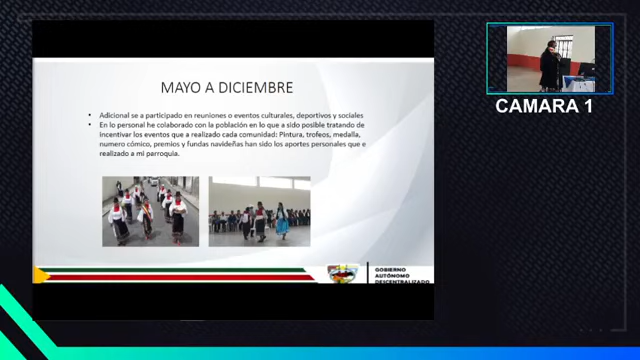 MAYO A DICIEMBRE
• Adicional se a participado en reuniones o eventos culturales, deportivos y sociales
• En lo personal he colaborado con la población en lo que a sido posible tratando de
incentivar los eventos que a realizado cada comunidad: Pintura, trofeos, medalla,
numero cómico, premios y fundas navideñas han sido los aportes personales que e
realizado a mi parroquia.
GOBIERNO
AUTÓNOMO
DESCENTRALIZADO
CAMARA 1